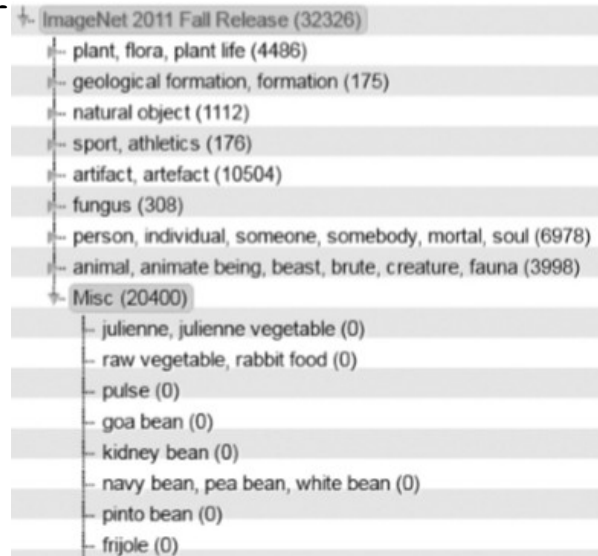 ImageNet 2011 Fall Release (32326)
plant, flora, plant life (4486)
geological formation, formation (175)
natural object (1112)
sport, athletics (176)
artifact, artefact (10504)
fungus (308)
person, individual, someone, somebody, mortal, soul (6978)
animal, animate being, beast, brute, creature, fauna (3998)
Misc (20400)
julienne, julienne vegetable (0)
raw vegetable, rabbit food (0)
pulse (0)
goa bean (0)
kidney bean (0)
navy bean, pea bean, white bean (0)
pinto bean (0)
frijole (0)